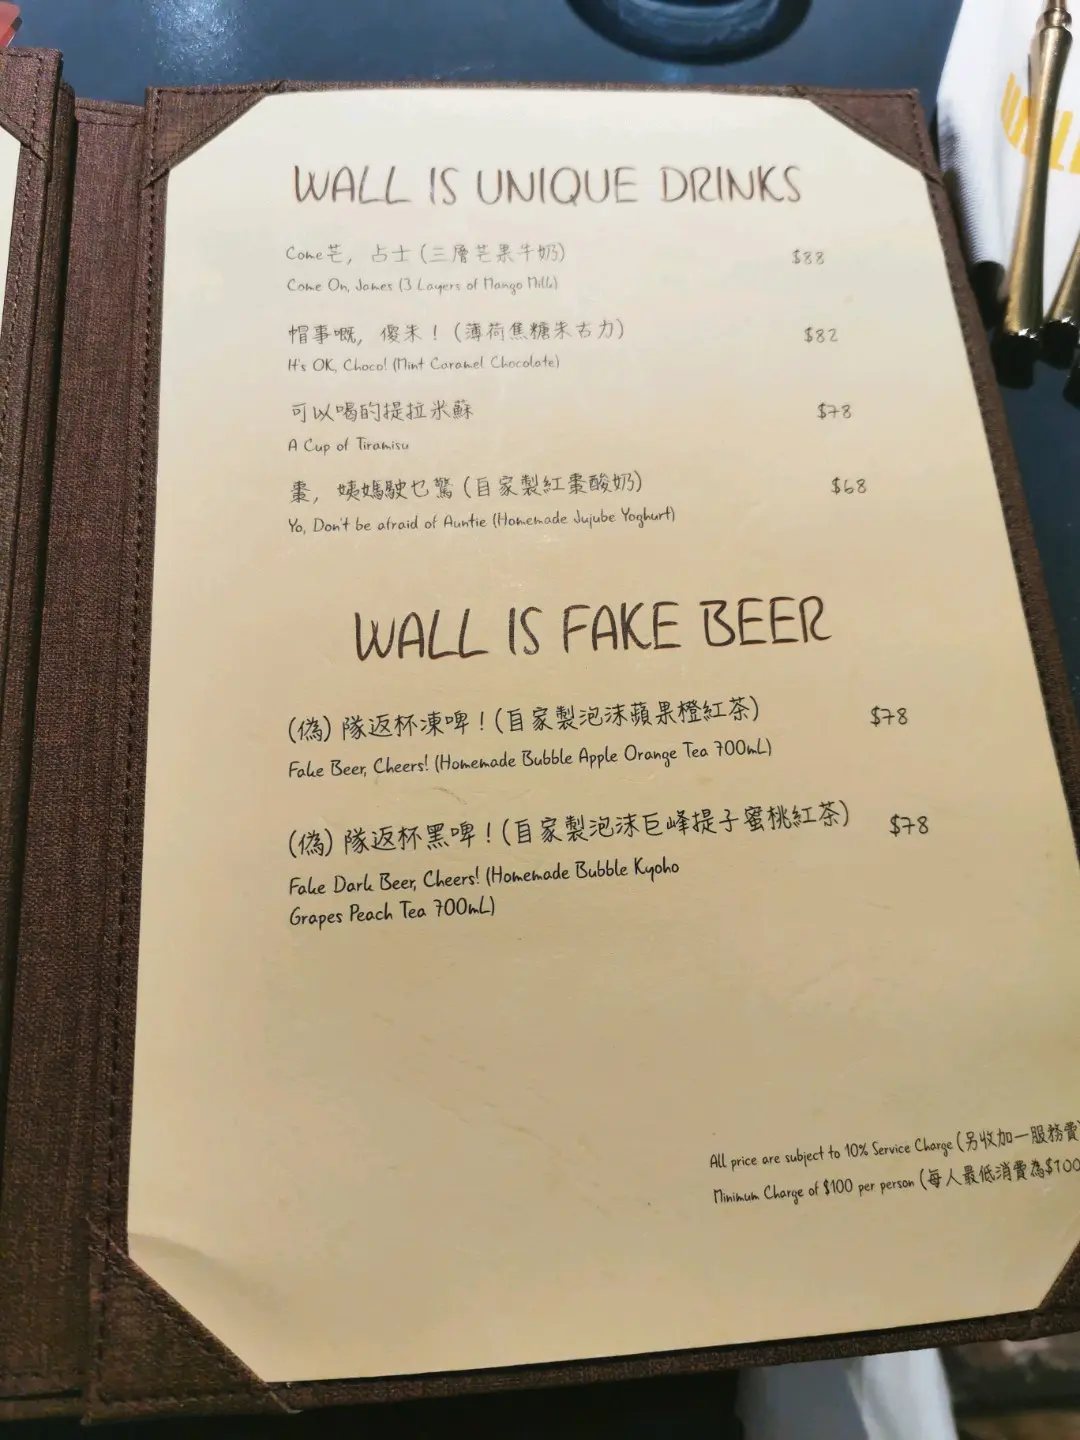 WALL IS UNIQUE DRINKS
Come芒，占士（三層芒果牛奶） $88
Come On, James (3 Layers of Mango Milk)
帽事嘅，傻朱！（薄荷焦糖朱古力） $82
It's OK, Choco! (Mint Caramel Chocolate)
可以喝的提拉米蘇 $78
A Cup of Tiramisu
棗，姨媽駛乜驚（自家製紅棗酸奶） $68
Yo, Don't be afraid of Auntie (Homemade Jujube Yoghurt)
WALL IS FAKE BEER
（偽）隊返杯凍啤！（自家製泡沫蘋果橙紅茶） $78
Fake Beer, Cheers! (Homemade Bubble Apple Orange Tea 700mL)
（偽）隊返杯黑啤！（自家製泡沫巨峰提子蜜桃紅茶） $78
Fake Dark Beer, Cheers! (Homemade Bubble Kyoho
Grapes Peach Tea 700mL)
All price are subject to 10% Service Charge（另收加一服務費）
Minimum Charge of $100 per person（每人最低消費為$100